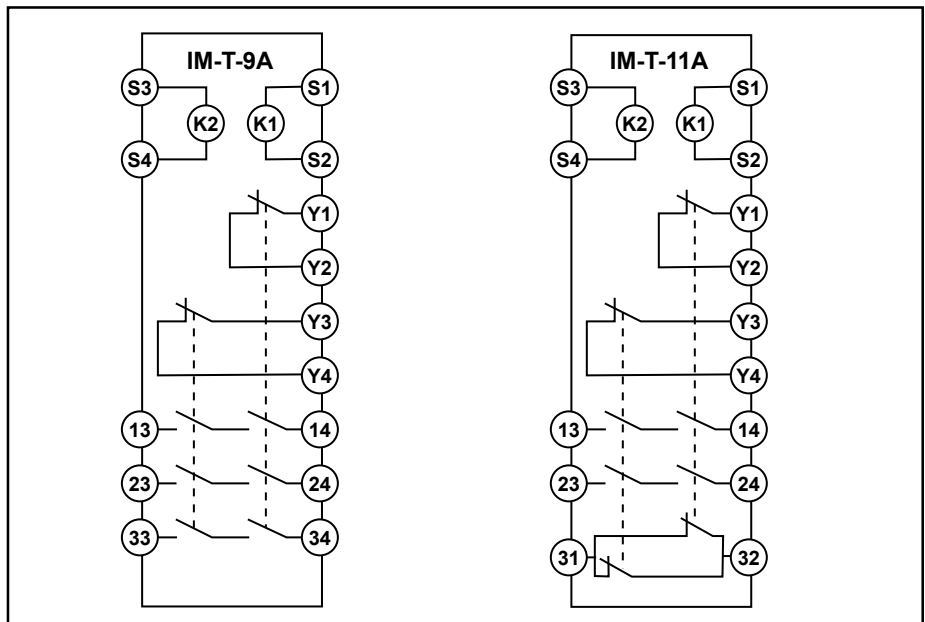 IM-T-9A
S3 S1
K2 K1
S4 S2
Y1
Y2
Y3
Y4
13 14
23 24
33 34
IM-T-11A
S3 S1
K2 K1
S4 S2
Y1
Y2
Y3
Y4
13 14
23 24
31 32